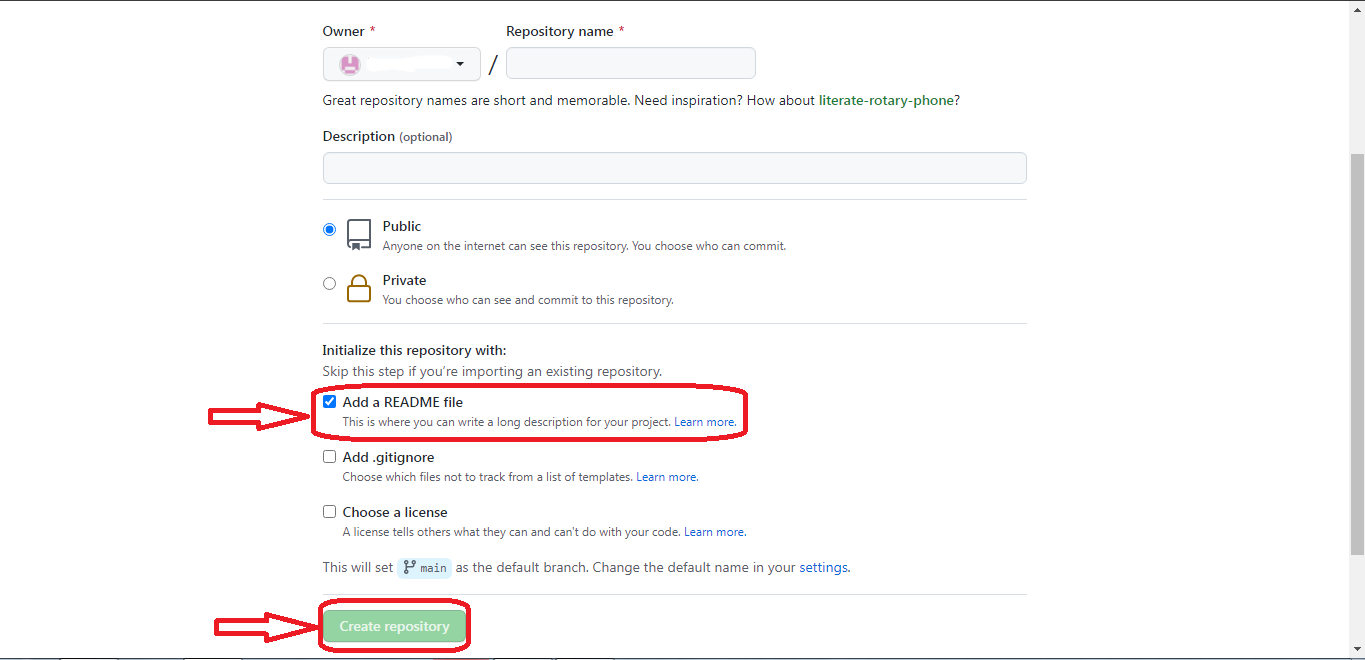 Owner *
Repository name *
/
Great repository names are short and memorable. Need inspiration? How about literate-rotary-phone?
Description (optional)
Public
Anyone on the internet can see this repository. You choose who can commit.
Private
You choose who can see and commit to this repository.
Initialize this repository with:
Skip this step if you're importing an existing repository.
Add a README file
This is where you can write a long description for your project. Learn more.
Add .gitignore
Choose which files not to track from a list of templates. Learn more.
Choose a license
A license tells others what they can and can't do with your code. Learn more.
This will set main as the default branch. Change the default name in your settings.
Create repository